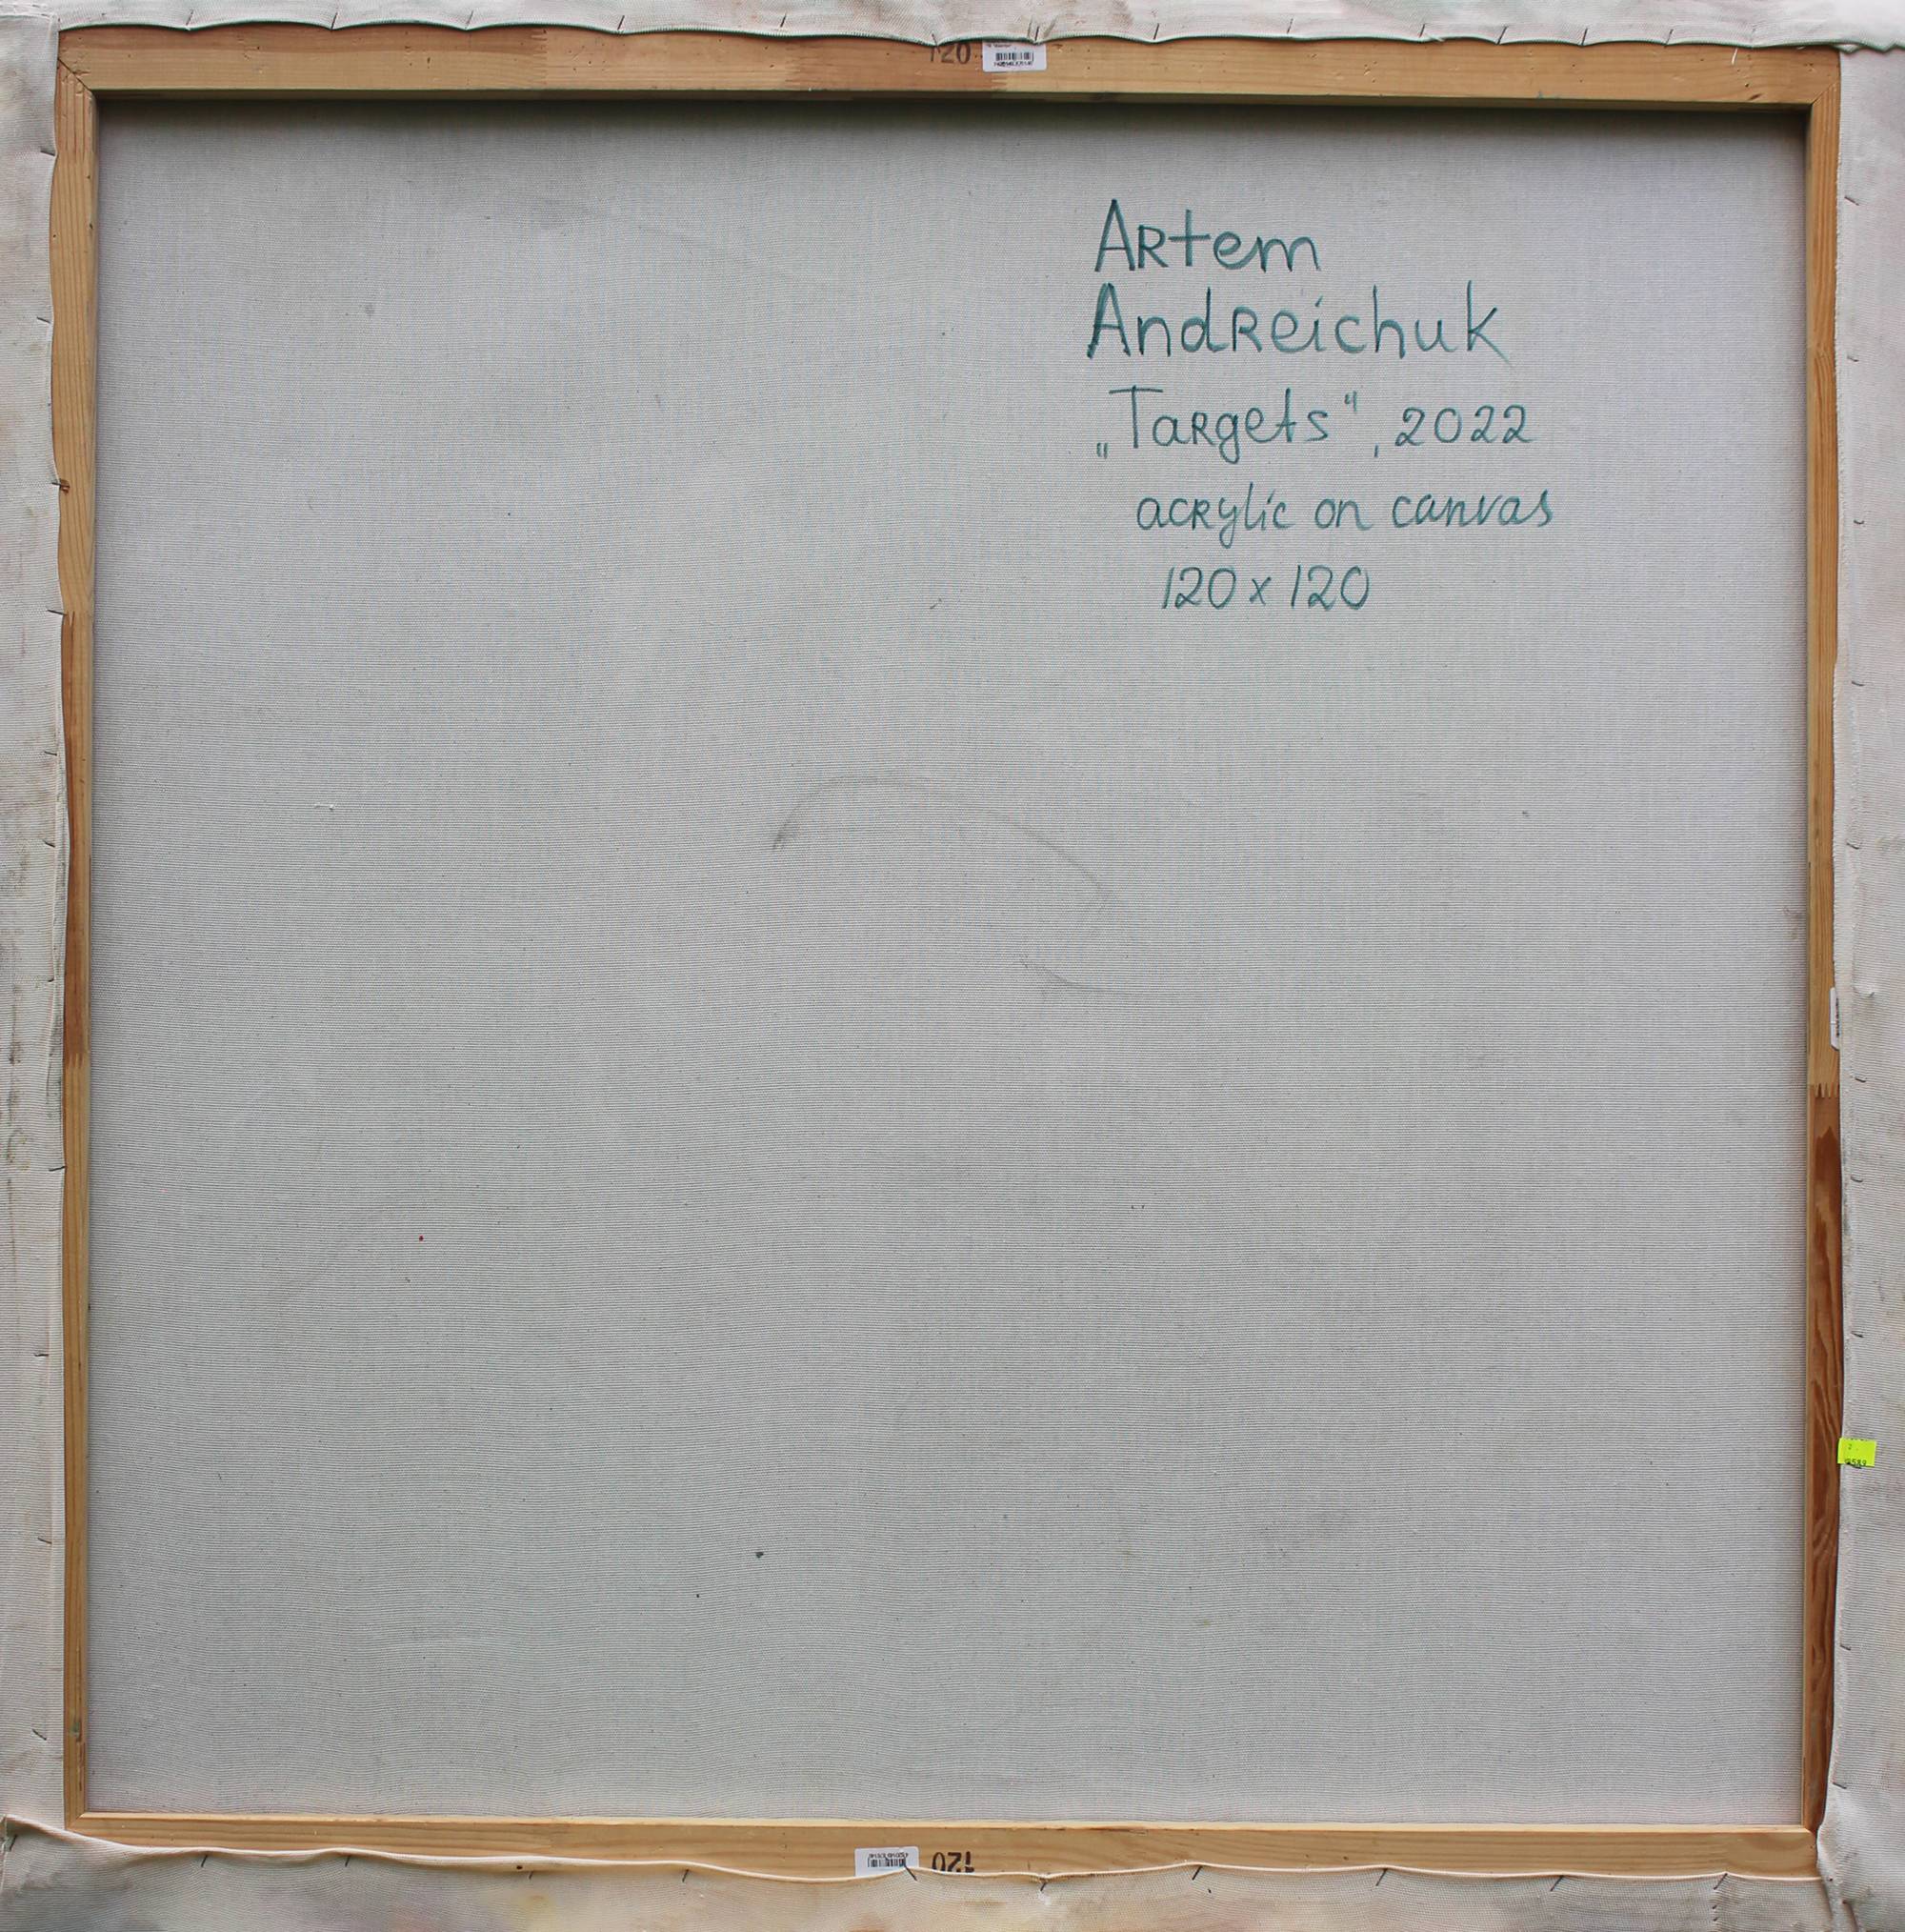 120
Artem
Andreichuk
„Targets“, 2022
acrylic on canvas
120 x 120
120